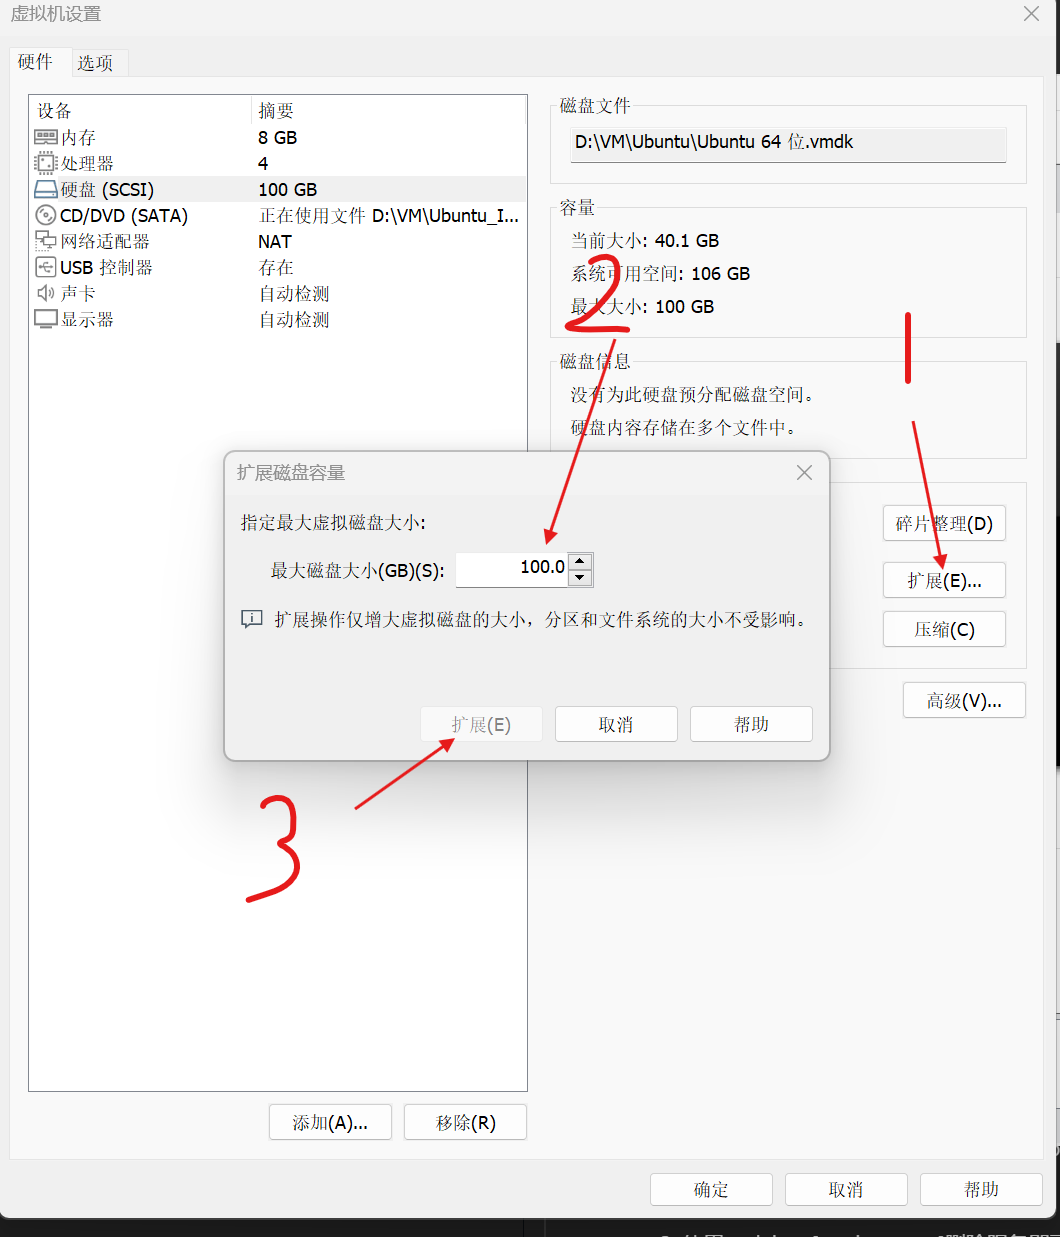 虚拟机设置
硬件 选项
设备 摘要
内存 8 GB
处理器 4
硬盘 (SCSI) 100 GB
CD/DVD (SATA) 正在使用文件 D:\VM\Ubuntu_I...
网络适配器 NAT
USB 控制器 存在
声卡 自动检测
显示器 自动检测
添加(A)... 移除(R)
磁盘文件
D:\VM\Ubuntu\Ubuntu 64 位.vmdk
容量
当前大小: 40.1 GB
系统可用空间: 106 GB
最大大小: 100 GB
磁盘信息
没有为此硬盘预分配磁盘空间。
硬盘内容存储在多个文件中。
碎片整理(D)
扩展(E)...
压缩(C)
高级(V)...
扩展磁盘容量
指定最大虚拟磁盘大小:
最大磁盘大小(GB)(S): 100.0
扩展操作仅增大虚拟磁盘的大小，分区和文件系统的大小不受影响。
扩展(E) 取消 帮助
1
2
3
确定 取消 帮助